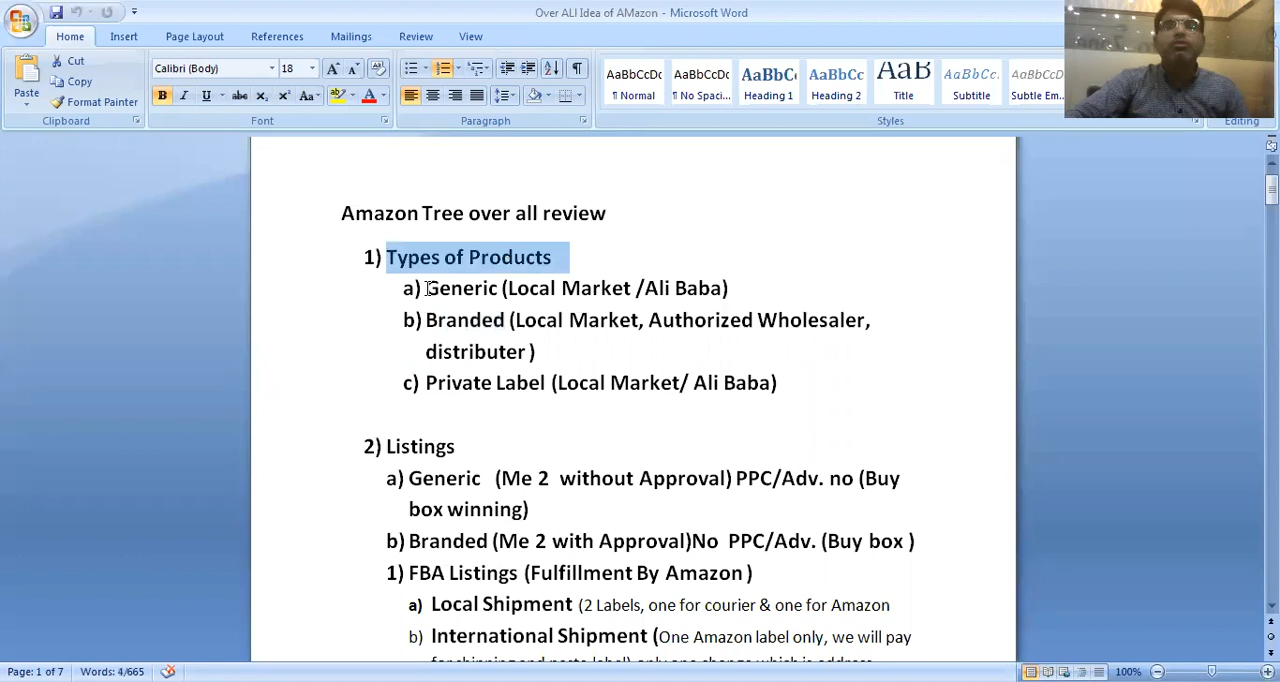 Over ALI Idea of AMazon - Microsoft Word
Home Insert Page Layout References Mailings Review View
Paste Cut Copy Format Painter
Calibri (Body) 18
AaBbCcDc AaBbCcDc AaBbC AaBbCc AaB AaBbCc. AaBbCcDc
¶ Normal ¶ No Spaci... Heading 1 Heading 2 Title Subtitle Subtle Em...
Clipboard Font Paragraph Styles Editing
Amazon Tree over all review
1) Types of Products
a) Generic (Local Market /Ali Baba)
b) Branded (Local Market, Authorized Wholesaler,
distributer )
c) Private Label (Local Market/ Ali Baba)
2) Listings
a) Generic (Me 2 without Approval) PPC/Adv. no (Buy
box winning)
b) Branded (Me 2 with Approval)No PPC/Adv. (Buy box )
1) FBA Listings (Fulfillment By Amazon )
a) Local Shipment (2 Labels, one for courier & one for Amazon
b) International Shipment (One Amazon label only, we will pay
Page: 1 of 7 Words: 4/665 100%